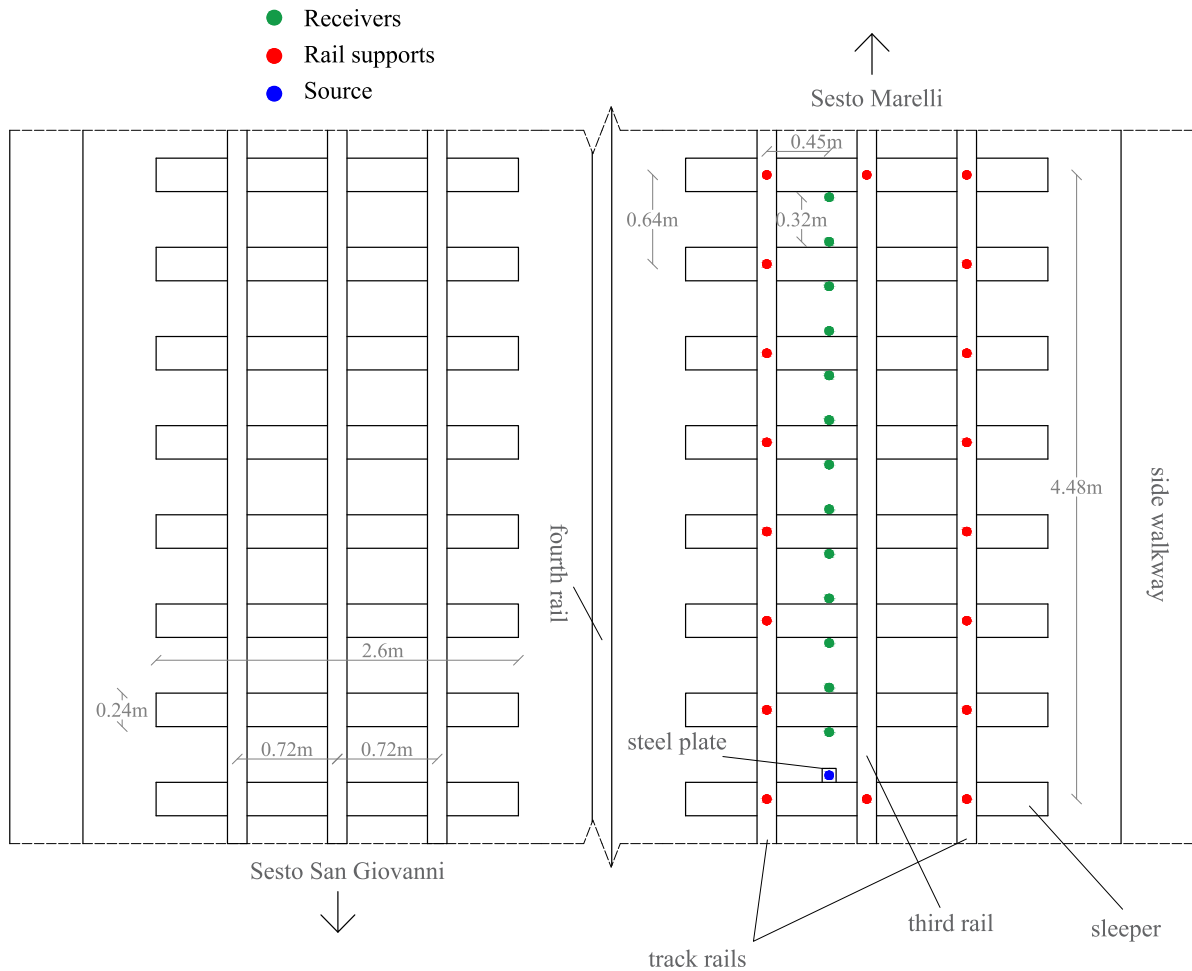 Receivers
Rail supports
Source
Sesto Marelli
0.45m
0.64m
0.32m
4.48m
side walkway
fourth rail
2.6m
0.24m
0.72m
0.72m
steel plate
Sesto San Giovanni
third rail
sleeper
track rails